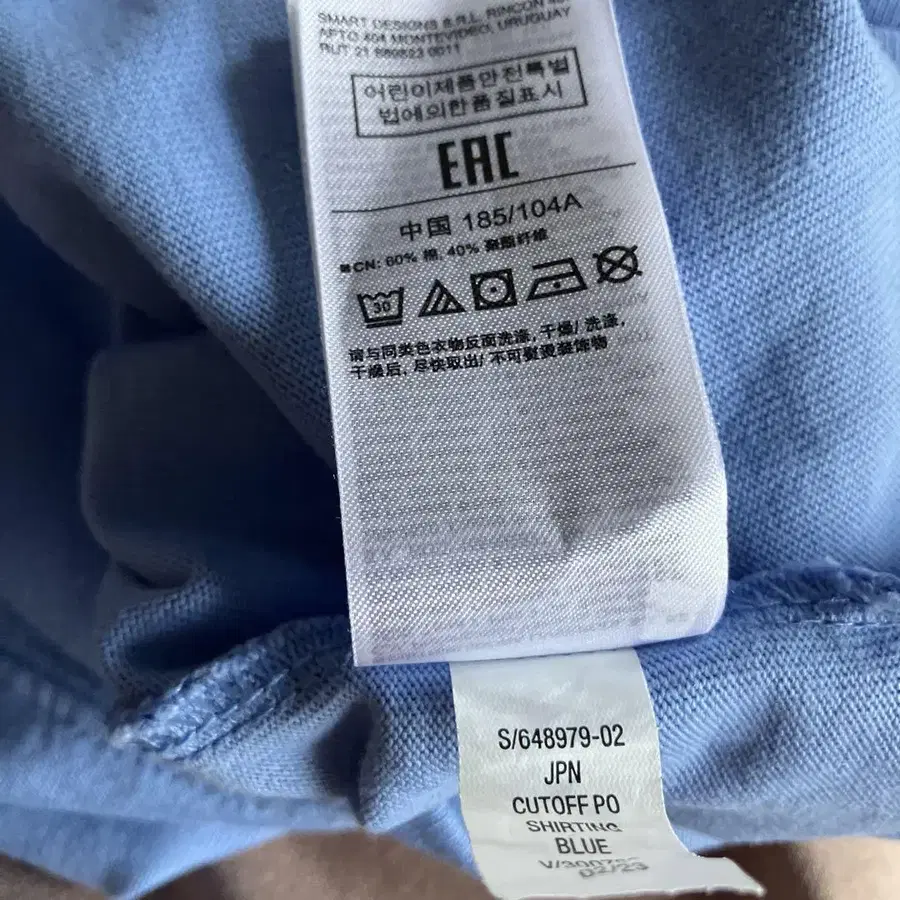 SMART DESIGNS S.R.L. RINCON
APTO 404 MONTEVIDEO, URUGUAY
RUT 21 0011
어린이제품안전특별
법에의한품질표시
EAC
中国 185/104A
■CN: 60% 棉, 40% 聚酯纤维
30
请与同类色衣物反面洗涤, 干燥/ 洗涤,
干燥后, 尽快取出/ 不可熨烫装饰物
S/648979-02
JPN
CUTOFF PO
SHIRTING
BLUE
02/23